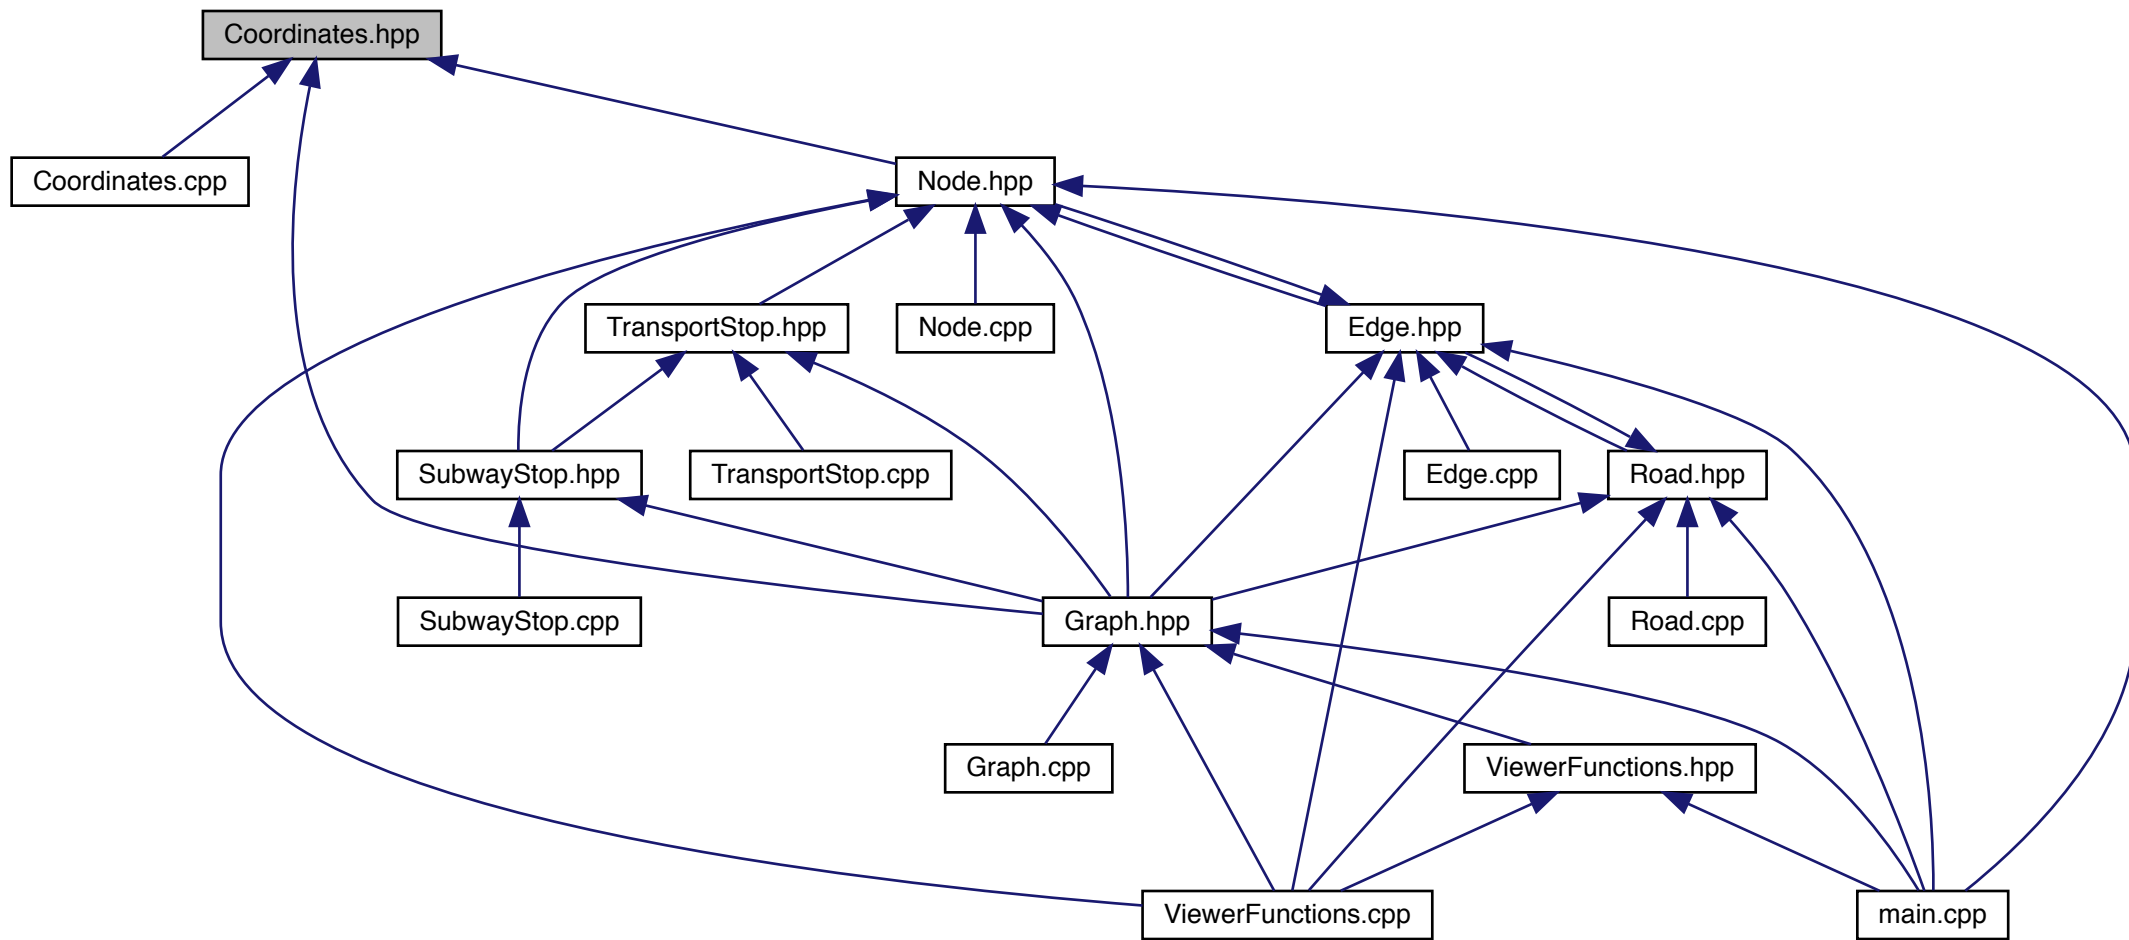 Coordinates.hpp
Coordinates.cpp
Node.hpp
TransportStop.hpp
Node.cpp
Edge.hpp
SubwayStop.hpp
TransportStop.cpp
Edge.cpp
Road.hpp
SubwayStop.cpp
Graph.hpp
Road.cpp
Graph.cpp
ViewerFunctions.hpp
ViewerFunctions.cpp
main.cpp